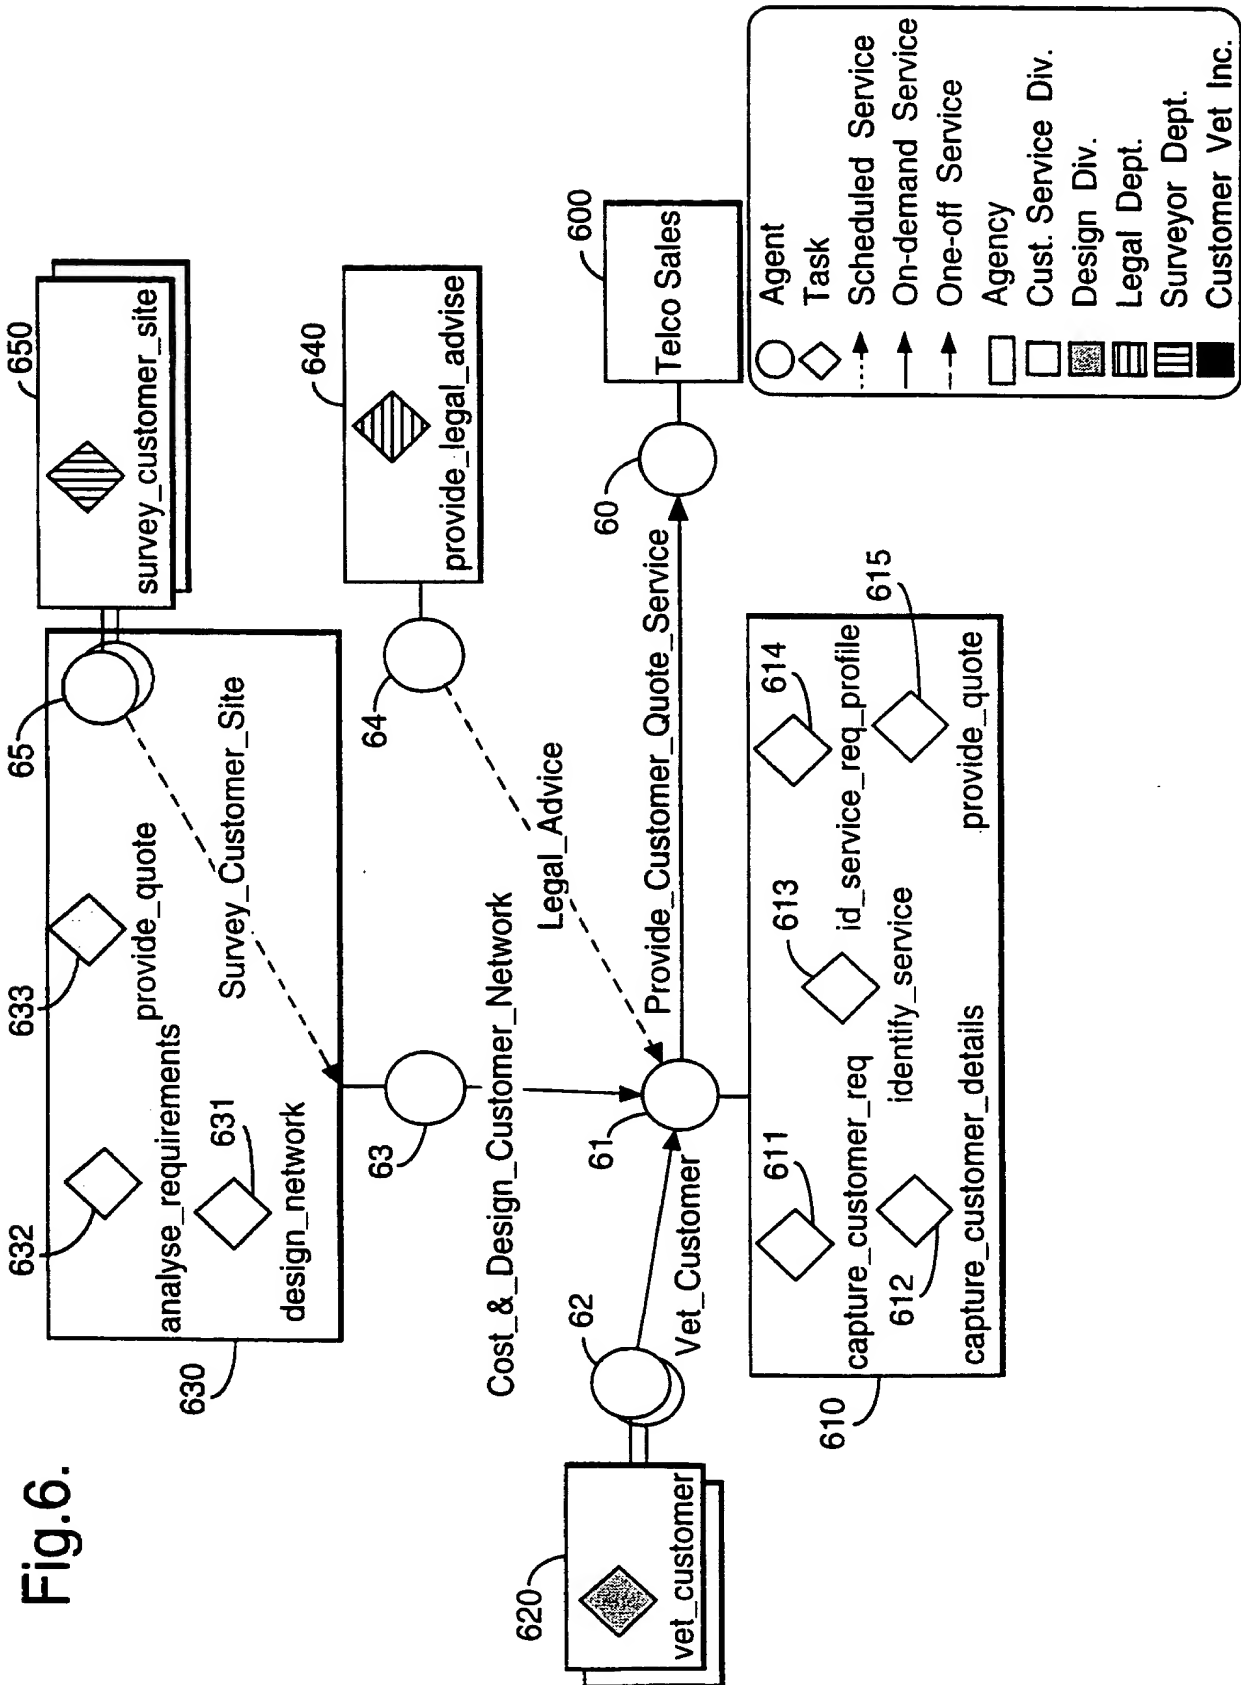 Fig.6.
620
vet_customer
62
Vet_Customer
630
632
analyse_requirements
631
design_network
633
provide_quote
65
Survey_Customer_Site
650
survey_customer_site
63
Cost_&_Design_Customer_Network
64
Legal_Advice
640
provide_legal_advise
61
Provide_Customer_Quote_Service
60
600
Telco Sales
610
611
capture_customer_req
612
capture_customer_details
613
identify_service
614
id_service_req_profile
615
provide_quote
Agent
Task
Scheduled Service
On-demand Service
One-off Service
Agency
Cust. Service Div.
Design Div.
Legal Dept.
Surveyor Dept.
Customer Vet Inc.